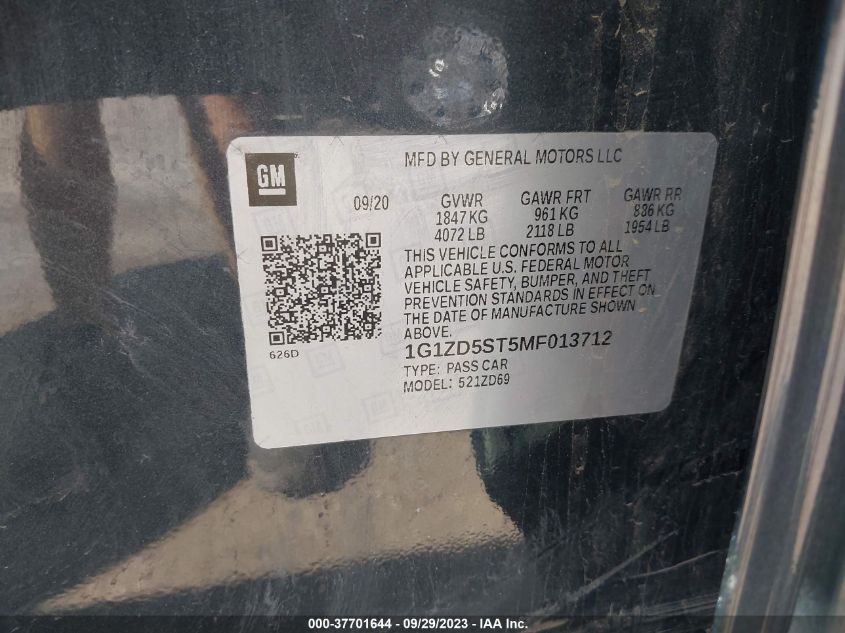 GM
MFD BY GENERAL MOTORS LLC
09/20
GVWR
1847 KG
4072 LB
GAWR FRT
961 KG
2118 LB
GAWR RR
886 KG
1954 LB
THIS VEHICLE CONFORMS TO ALL
APPLICABLE U.S. FEDERAL MOTOR
VEHICLE SAFETY, BUMPER, AND THEFT
PREVENTION STANDARDS IN EFFECT ON
THE DATE OF MANUFACTURE SHOWN
ABOVE.
626D
1G1ZD5ST5MF013712
TYPE: PASS CAR
MODEL: 521ZD69
000-37701644 - 09/29/2023 - IAA Inc.